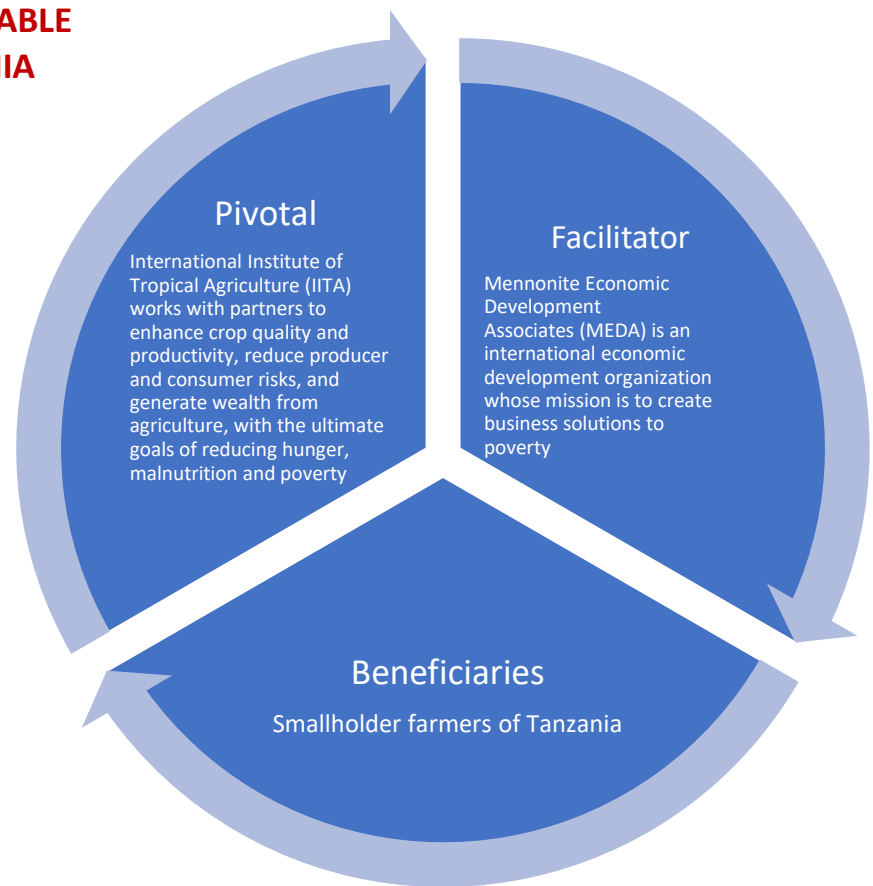 ABLE
IIA
Pivotal
International Institute of
Tropical Agriculture (IITA)
works with partners to
enhance crop quality and
productivity, reduce producer
and consumer risks, and
generate wealth from
agriculture, with the ultimate
goals of reducing hunger,
malnutrition and poverty
Facilitator
Mennonite Economic
Development
Associates (MEDA) is an
international economic
development organization
whose mission is to create
business solutions to
poverty
Beneficiaries
Smallholder farmers of Tanzania